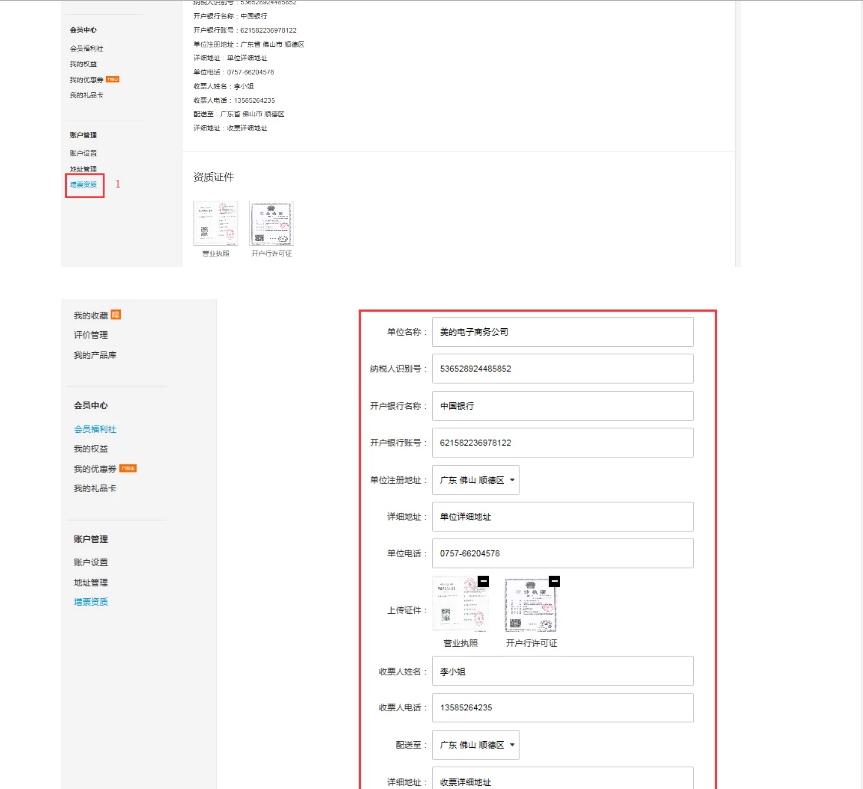 纳税人识别号：536528924485852
开户银行名称：中国银行
开户银行账号：621582236978122
单位注册地址：广东省 佛山市 顺德区
详细地址：单位详细地址
单位电话：0757-66204578
收票人姓名：李小姐
收票人电话：13585264235
配送至：广东省 佛山市 顺德区
详细地址：收票详细地址
会员中心
会员福利社
我的权益
我的优惠券
我的礼品卡
账户管理
账户设置
地址管理
增票资质
1
资质证件
营业执照
开户行许可证
我的收藏
评价管理
我的产品库
会员中心
会员福利社
我的权益
我的优惠券
我的礼品卡
账户管理
账户设置
地址管理
增票资质
单位名称： 美的电子商务公司
纳税人识别号： 536528924485852
开户银行名称： 中国银行
开户银行账号： 621582236978122
单位注册地址： 广东 佛山 顺德区
详细地址： 单位详细地址
单位电话： 0757-66204578
上传证件：
营业执照
开户行许可证
收票人姓名： 李小姐
收票人电话： 13585264235
配送至： 广东 佛山 顺德区
详细地址： 收票详细地址